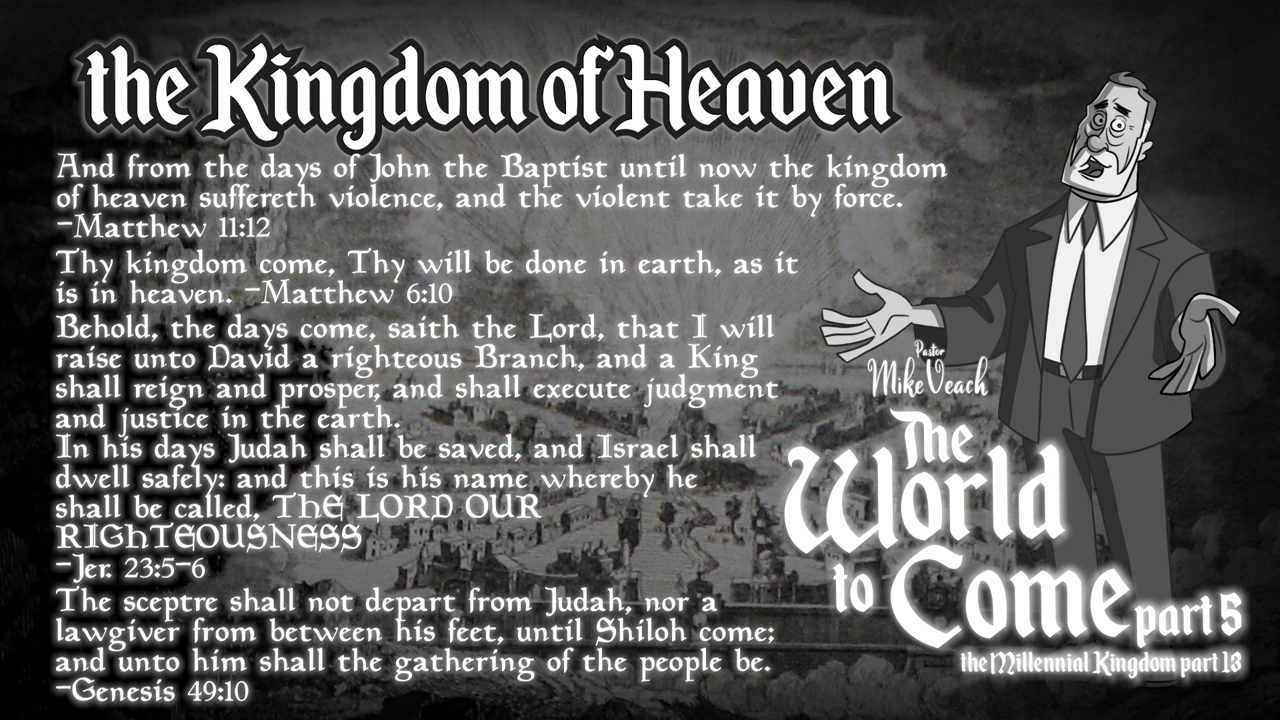 the Kingdom of Heaven
And from the days of John the Baptist until now the kingdom
of heaven suffereth violence, and the violent take it by force.
-Matthew 11:12
Thy kingdom come, Thy will be done in earth, as it
is in heaven. -Matthew 6:10
Behold, the days come, saith the Lord, that I will
raise unto David a righteous Branch, and a King
shall reign and prosper, and shall execute judgment
and justice in the earth.
In his days Judah shall be saved, and Israel shall
dwell safely: and this is his name whereby he
shall be called, ThE LORD OUR
RIGhTEOUSNESS
-Jer. 23:5-6
The sceptre shall not depart from Judah, nor a
lawgiver from between his feet, until Shiloh come;
and unto him shall the gathering of the people be.
-Genesis 49:10
Pastor
Mike Veach
The
World
to Come part 5
the Millennial Kingdom part 13